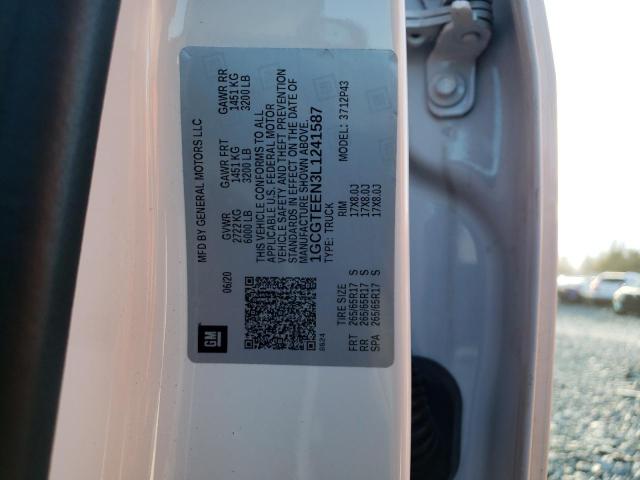 GM
MFD BY GENERAL MOTORS LLC
06/20
GVWR GAWR FRT GAWR RR
2722 KG 1451 KG 1451 KG
6000 LB 3200 LB 3200 LB
THIS VEHICLE CONFORMS TO ALL
APPLICABLE U.S. FEDERAL MOTOR
VEHICLE SAFETY AND THEFT PREVENTION
STANDARDS IN EFFECT ON THE DATE OF
MANUFACTURE SHOWN ABOVE.
1GCGTEEN3L1241587
TYPE: TRUCK MODEL: 3712P43
TIRE SIZE RIM
FRT 265/65R17 S 17X8.0J
RR 265/65R17 S 17X8.0J
SPA 265/65R17 S 17X8.0J